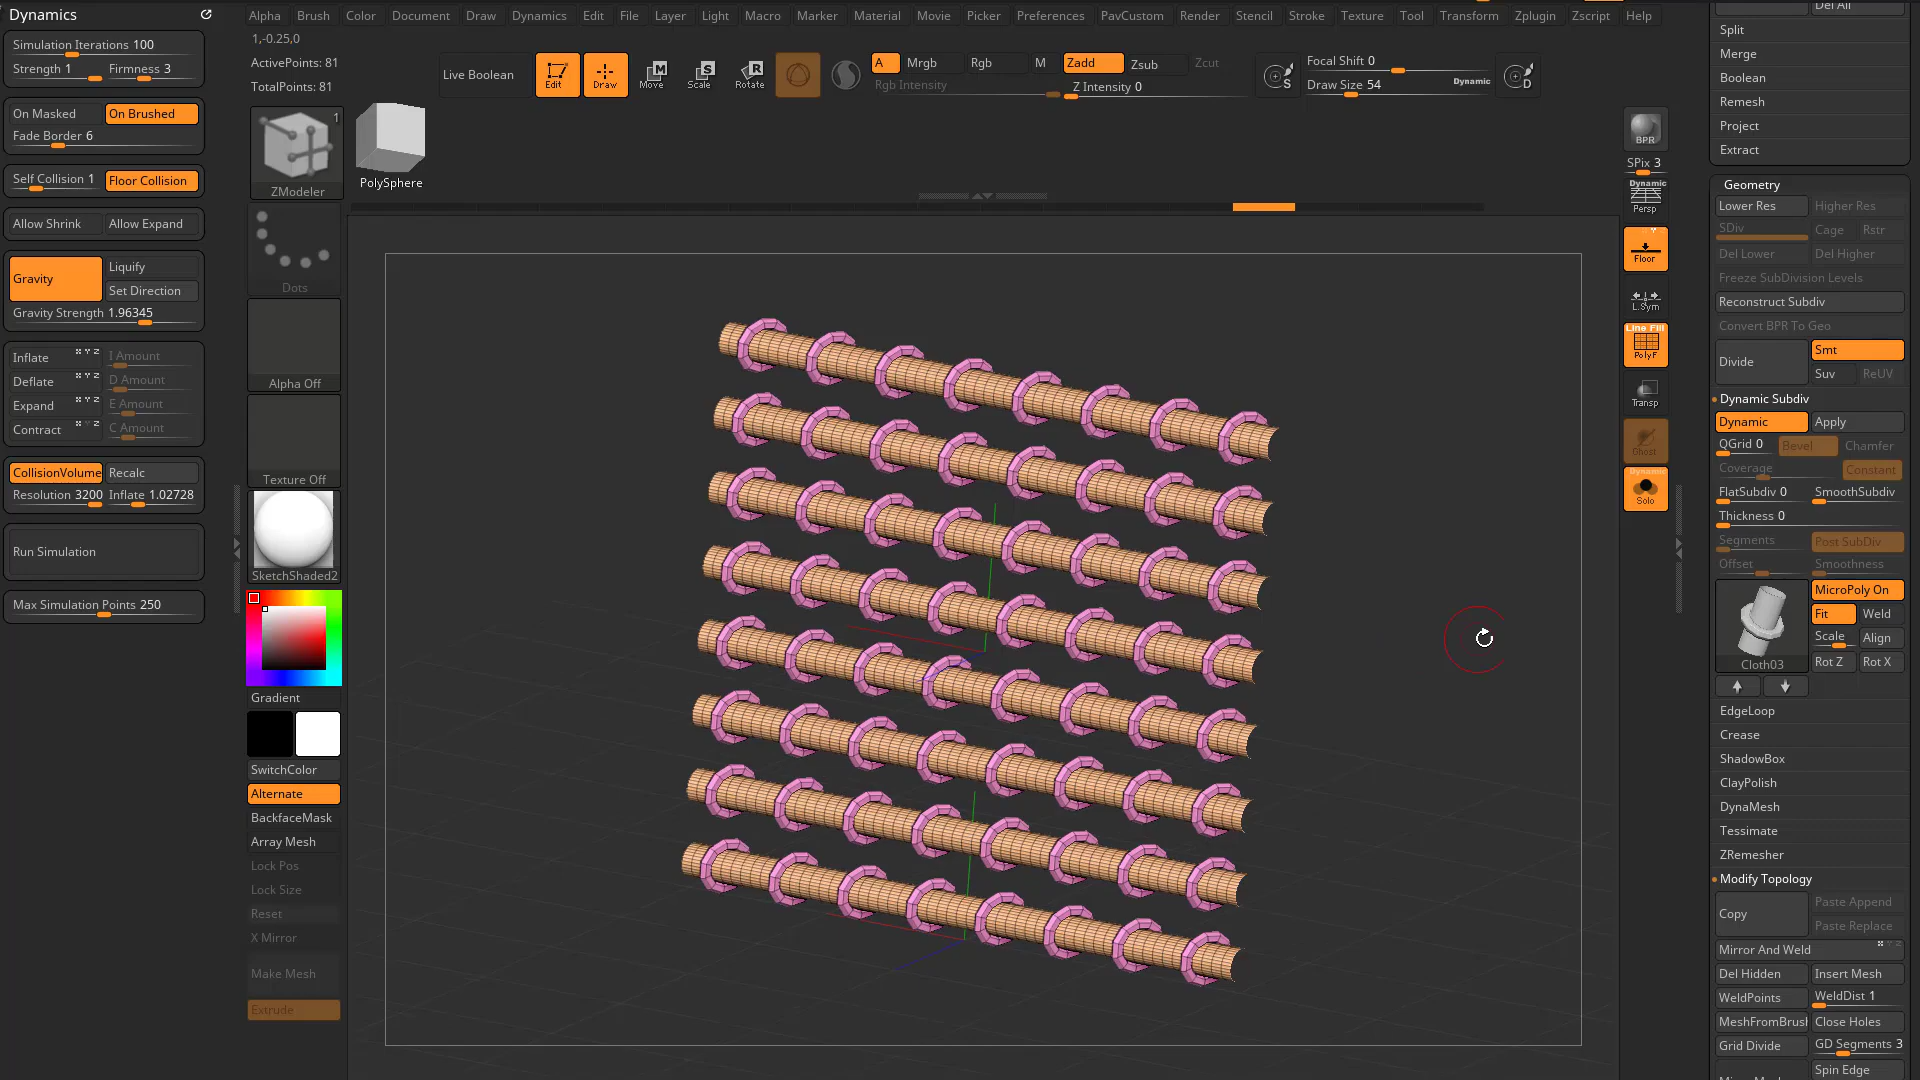 Dynamics
Alpha Brush Color Document Draw Dynamics Edit File Layer Light Macro Marker Material Movie Picker Preferences PavCustom Render Stencil Stroke Texture Tool Transform Zplugin Zscript Help
1,-0.25,0
ActivePoints: 81
TotalPoints: 81
Simulation Iterations 100
Strength 1 Firmness 3
On Masked On Brushed
Fade Border 6
Self Collision 1 Floor Collision
Allow Shrink Allow Expand
Gravity Liquify
Set Direction
Gravity Strength 1.96345
Inflate I Amount
Deflate D Amount
Expand E Amount
Contract C Amount
CollisionVolume Recalc
Resolution 3200 Inflate 1.02728
Run Simulation
Max Simulation Points 250
1
ZModeler
PolySphere
Dots
Alpha Off
Texture Off
SketchShaded2
Gradient
SwitchColor
Alternate
BackfaceMask
Array Mesh
Lock Pos
Lock Size
Reset
X Mirror
Make Mesh
Extrude
Live Boolean
Edit Draw Move Scale Rotate
A Mrgb Rgb M Zadd Zsub Zcut
Rgb Intensity Z Intensity 0
Focal Shift 0
Draw Size 54 Dynamic
S D
BPR
SPix 3
Dynamic
Persp
Floor
L.Sym
Line Fill
PolyF
Transp
Ghost
Dynamic
Solo
Del All
Split
Merge
Boolean
Remesh
Project
Extract
Geometry
Lower Res Higher Res
SDiv Cage Rstr
Del Lower Del Higher
Freeze SubDivision Levels
Reconstruct Subdiv
Convert BPR To Geo
Divide Smt
Suv ReUV
Dynamic Subdiv
Dynamic Apply
QGrid 0 Bevel Chamfer
Coverage Constant
FlatSubdiv 0 SmoothSubdiv
Thickness 0
Segments Post SubDiv
Offset Smoothness
MicroPoly On
Fit Weld
Scale Align
Cloth03 Rot Z Rot X
EdgeLoop
Crease
ShadowBox
ClayPolish
DynaMesh
Tessimate
ZRemesher
Modify Topology
Copy Paste Append
Paste Replace
Mirror And Weld
Del Hidden Insert Mesh
WeldPoints WeldDist 1
MeshFromBrush Close Holes
Grid Divide GD Segments 3
Spin Edge